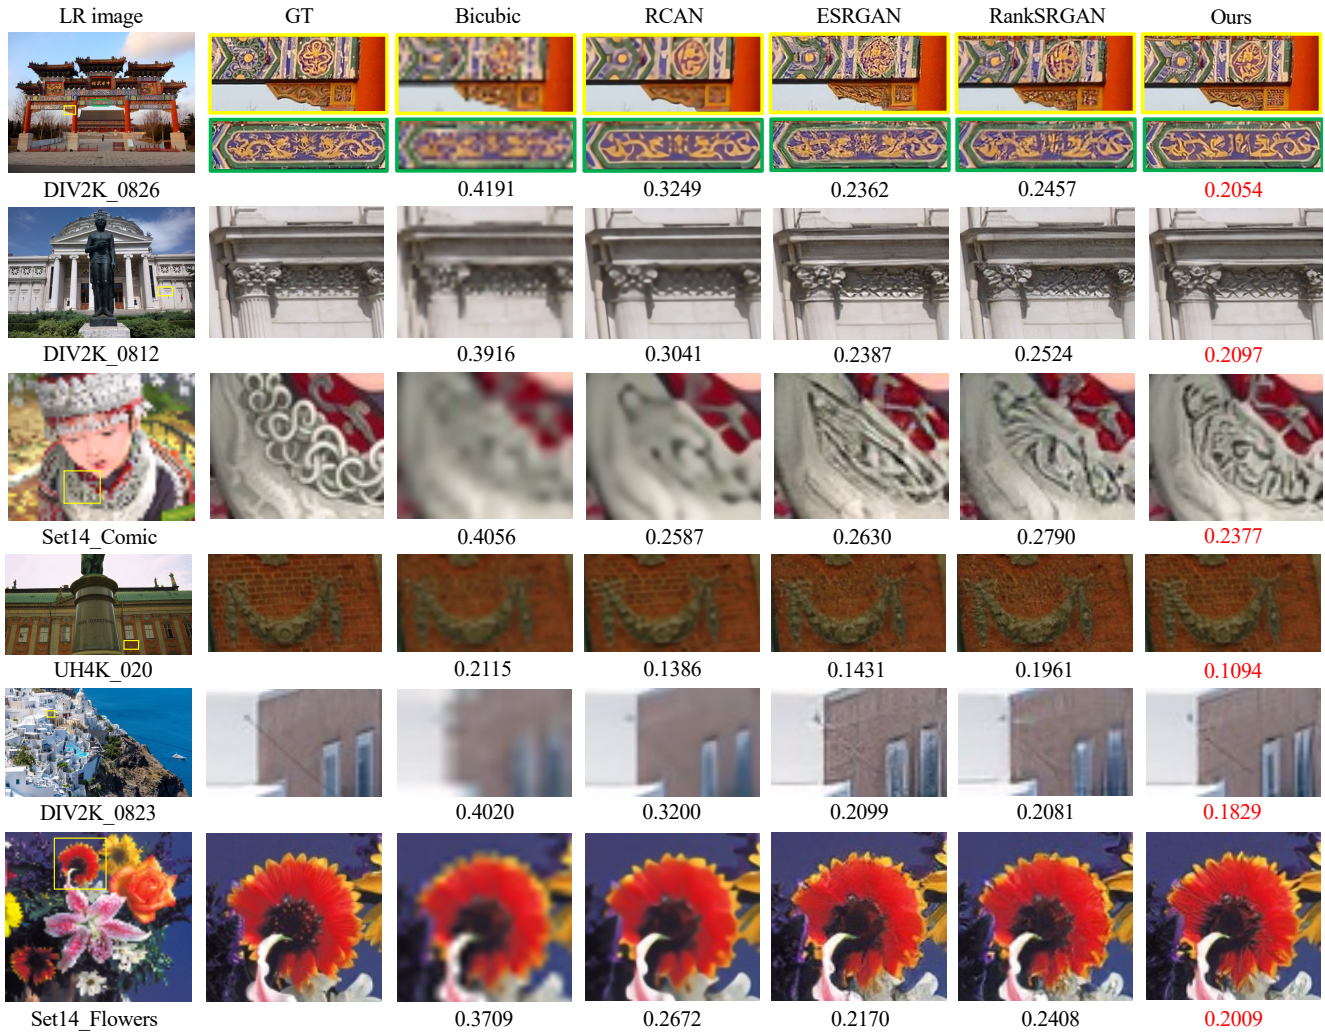 LR image GT Bicubic RCAN ESRGAN RankSRGAN Ours
DIV2K_0826 0.4191 0.3249 0.2362 0.2457 0.2054
DIV2K_0812 0.3916 0.3041 0.2387 0.2524 0.2097
Set14_Comic 0.4056 0.2587 0.2630 0.2790 0.2377
UH4K_020 0.2115 0.1386 0.1431 0.1961 0.1094
DIV2K_0823 0.4020 0.3200 0.2099 0.2081 0.1829
Set14_Flowers 0.3709 0.2672 0.2170 0.2408 0.2009